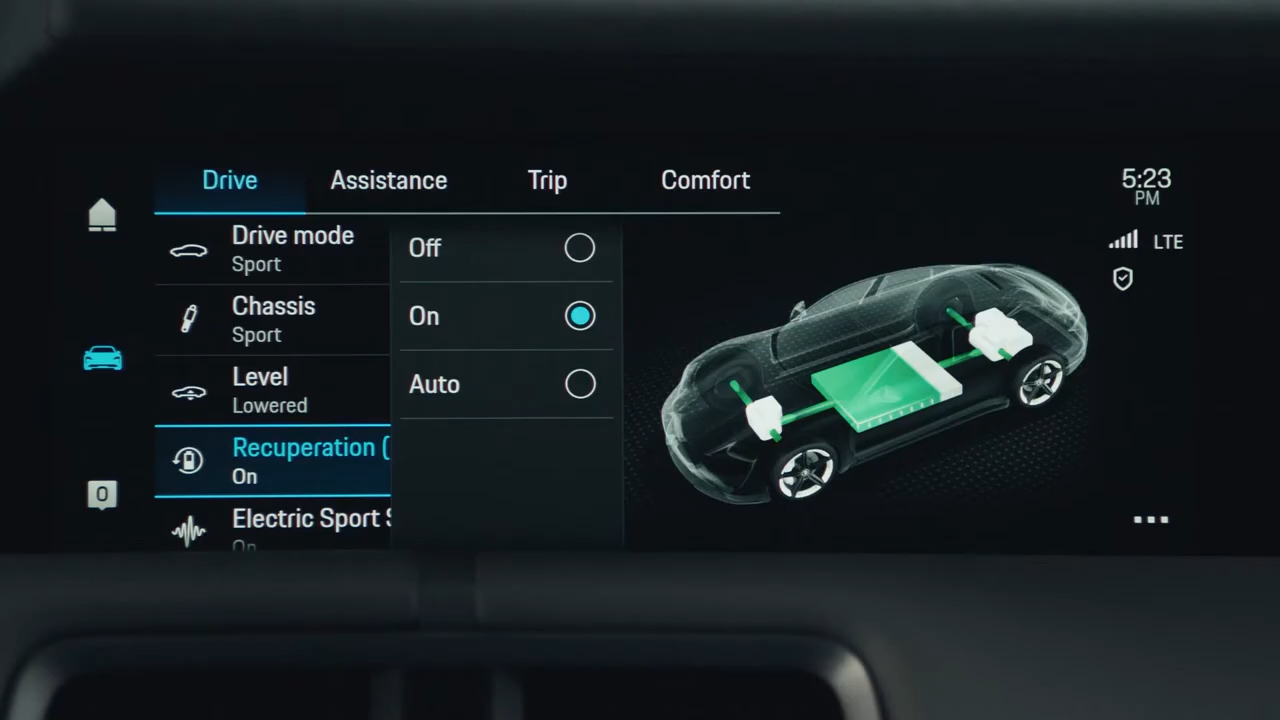 Drive Assistance Trip Comfort
5:23
PM
LTE
Drive mode
Sport
Chassis
Sport
Level
Lowered
Recuperation (
On
Electric Sport S
On
Off
On
Auto
0